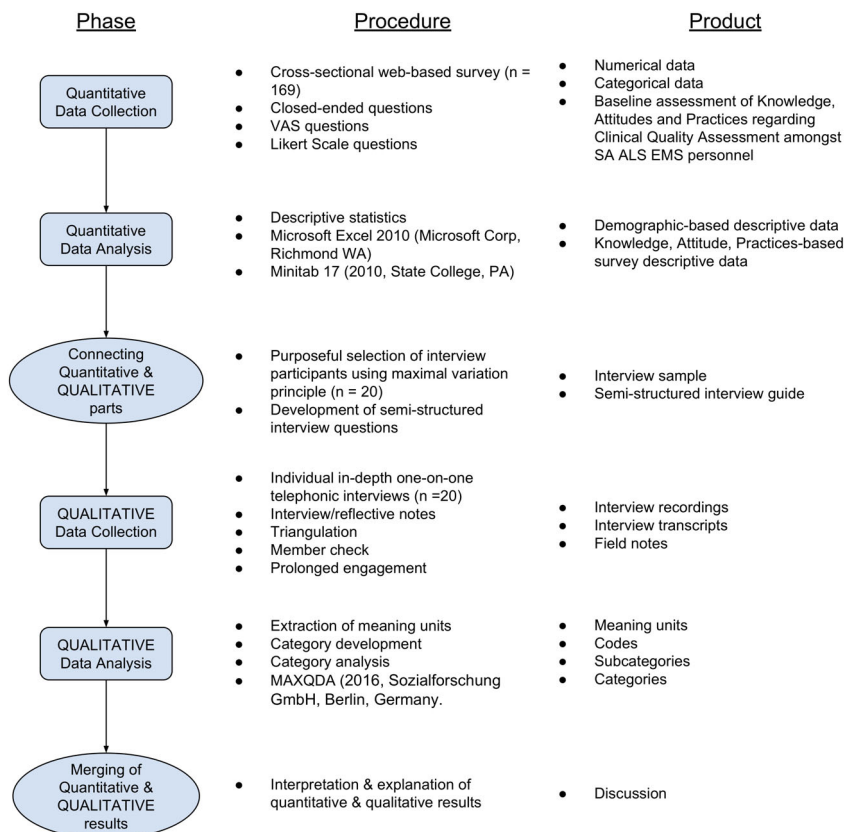 Phase
Procedure
Product
Quantitative
Data Collection
● Cross-sectional web-based survey (n =
169)
● Closed-ended questions
● VAS questions
● Likert Scale questions
● Numerical data
● Categorical data
● Baseline assessment of Knowledge,
Attitudes and Practices regarding
Clinical Quality Assessment amongst
SA ALS EMS personnel
Quantitative
Data Analysis
● Descriptive statistics
● Microsoft Excel 2010 (Microsoft Corp,
Richmond WA)
● Minitab 17 (2010, State College, PA)
● Demographic-based descriptive data
● Knowledge, Attitude, Practices-based
survey descriptive data
Connecting
Quantitative &
QUALITATIVE
parts
● Purposeful selection of interview
participants using maximal variation
principle (n = 20)
● Development of semi-structured
interview questions
● Interview sample
● Semi-structured interview guide
QUALITATIVE
Data Collection
● Individual in-depth one-on-one
telephonic interviews (n =20)
● Interview/reflective notes
● Triangulation
● Member check
● Prolonged engagement
● Interview recordings
● Interview transcripts
● Field notes
QUALITATIVE
Data Analysis
● Extraction of meaning units
● Category development
● Category analysis
● MAXQDA (2016, Sozialforschung
GmbH, Berlin, Germany.
● Meaning units
● Codes
● Subcategories
● Categories
Merging of
Quantitative &
QUALITATIVE
results
● Interpretation & explanation of
quantitative & qualitative results
● Discussion